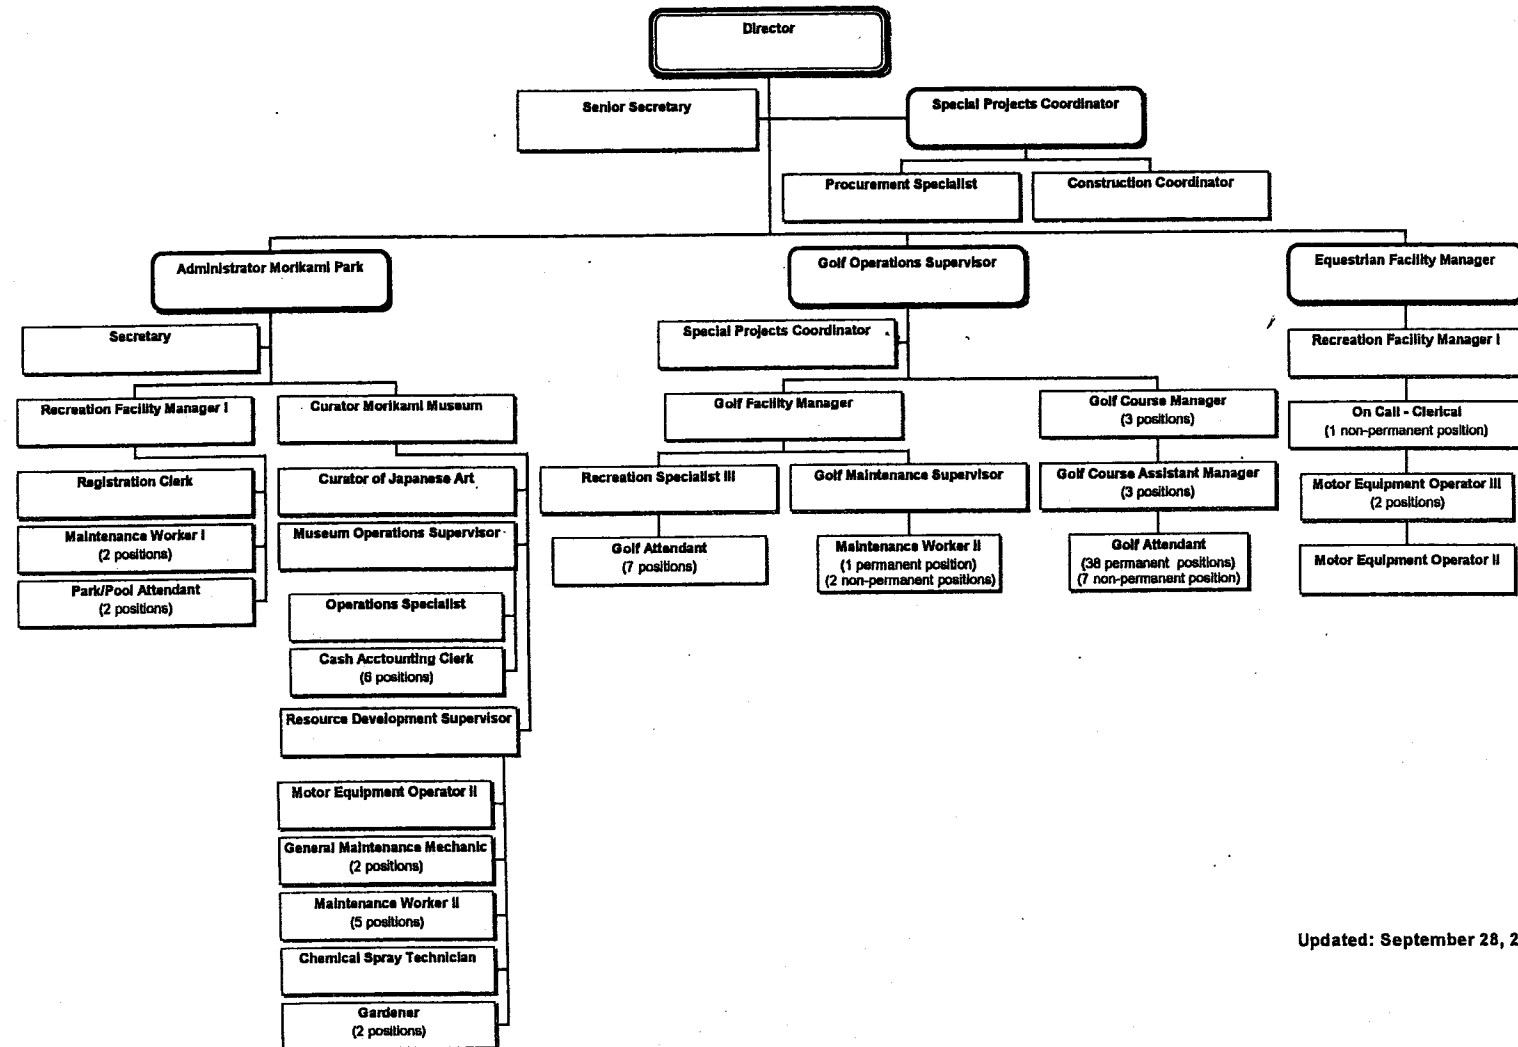 Director
Senior Secretary
Special Projects Coordinator
Procurement Specialist
Construction Coordinator
Administrator Morikami Park
Golf Operations Supervisor
Equestrian Facility Manager
Secretary
Special Projects Coordinator
Recreation Facility Manager I
Recreation Facility Manager I
Curator Morikami Museum
Golf Facility Manager
Golf Course Manager
(3 positions)
On Call - Clerical
(1 non-permanent position)
Registration Clerk
Curator of Japanese Art
Recreation Specialist III
Golf Maintenance Supervisor
Golf Course Assistant Manager
(3 positions)
Motor Equipment Operator III
(2 positions)
Maintenance Worker I
(2 positions)
Museum Operations Supervisor
Golf Attendant
(7 positions)
Maintenance Worker II
(1 permanent position)
(2 non-permanent positions)
Golf Attendant
(38 permanent positions)
(7 non-permanent position)
Motor Equipment Operator II
Park/Pool Attendant
(2 positions)
Operations Specialist
Cash Acctounting Clerk
(6 positions)
Resource Development Supervisor
Motor Equipment Operator II
General Maintenance Mechanic
(2 positions)
Maintenance Worker II
(5 positions)
Chemical Spray Technician
Gardener
(2 positions)
Updated: September 28, 2